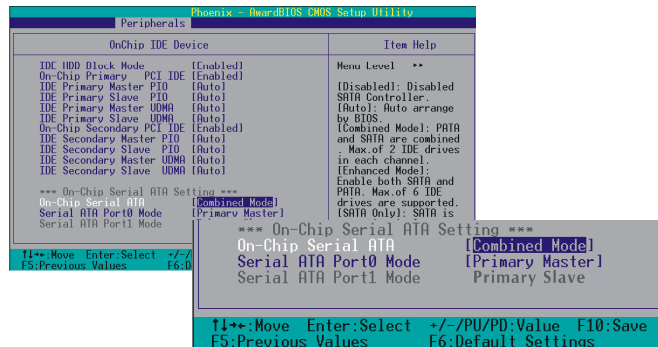 Phoenix - AwardBIOS CMOS Setup Utility
Peripherals
OnChip IDE Device
Item Help
IDE HDD Block Mode [Enabled]
On-Chip Primary PCI IDE [Enabled]
IDE Primary Master PIO [Auto]
IDE Primary Slave PIO [Auto]
IDE Primary Master UDMA [Auto]
IDE Primary Slave UDMA [Auto]
On-Chip Secondary PCI IDE [Enabled]
IDE Secondary Master PIO [Auto]
IDE Secondary Slave PIO [Auto]
IDE Secondary Master UDMA [Auto]
IDE Secondary Slave UDMA [Auto]
*** On-Chip Serial ATA Setting ***
On-Chip Serial ATA [Combined Mode]
Serial ATA Port0 Mode [Primary Master]
Serial ATA Port1 Mode
Menu Level ▸▸
[Disabled]: Disabled
SATA Controller.
[Auto]: Auto arrange
by BIOS.
[Combined Mode]: PATA
and SATA are combined
. Max.of 2 IDE drives
in each channel.
[Enhanced Mode]:
Enable both SATA and
PATA. Max.of 6 IDE
drives are supported.
[SATA Only]: SATA is
↑↓→←:Move Enter:Select +/-/
F5:Previous Values F6:D
*** On-Chip Serial ATA Setting ***
On-Chip Serial ATA [Combined Mode]
Serial ATA Port0 Mode [Primary Master]
Serial ATA Port1 Mode Primary Slave
↑↓→←:Move Enter:Select +/-/PU/PD:Value F10:Save
F5:Previous Values F6:Default Settings